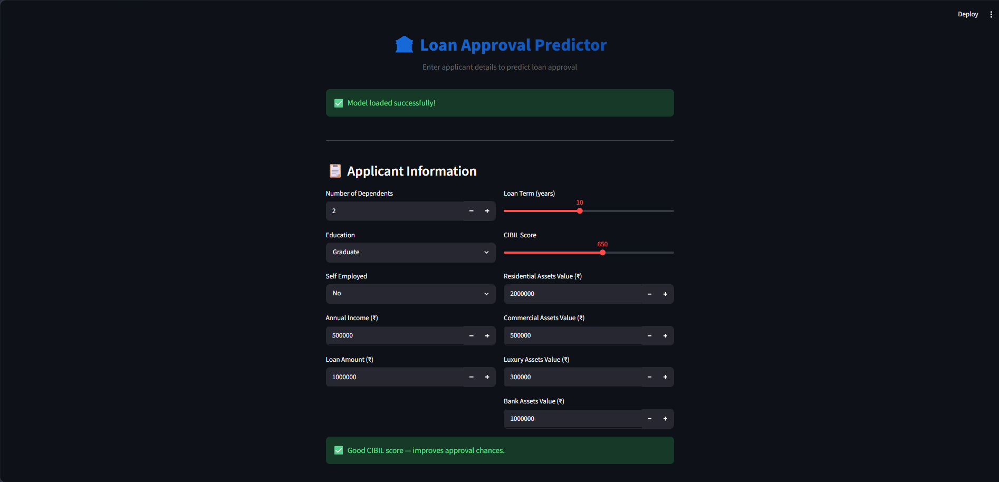 Deploy
Loan Approval Predictor
Enter applicant details to predict loan approval
Model loaded successfully!
Applicant Information
Number of Dependents
2
Education
Graduate
Self Employed
No
Annual Income (₹)
500000
Loan Amount (₹)
1000000
Loan Term (years)
10
CIBIL Score
650
Residential Assets Value (₹)
2000000
Commercial Assets Value (₹)
500000
Luxury Assets Value (₹)
300000
Bank Assets Value (₹)
1000000
Good CIBIL score — improves approval chances.